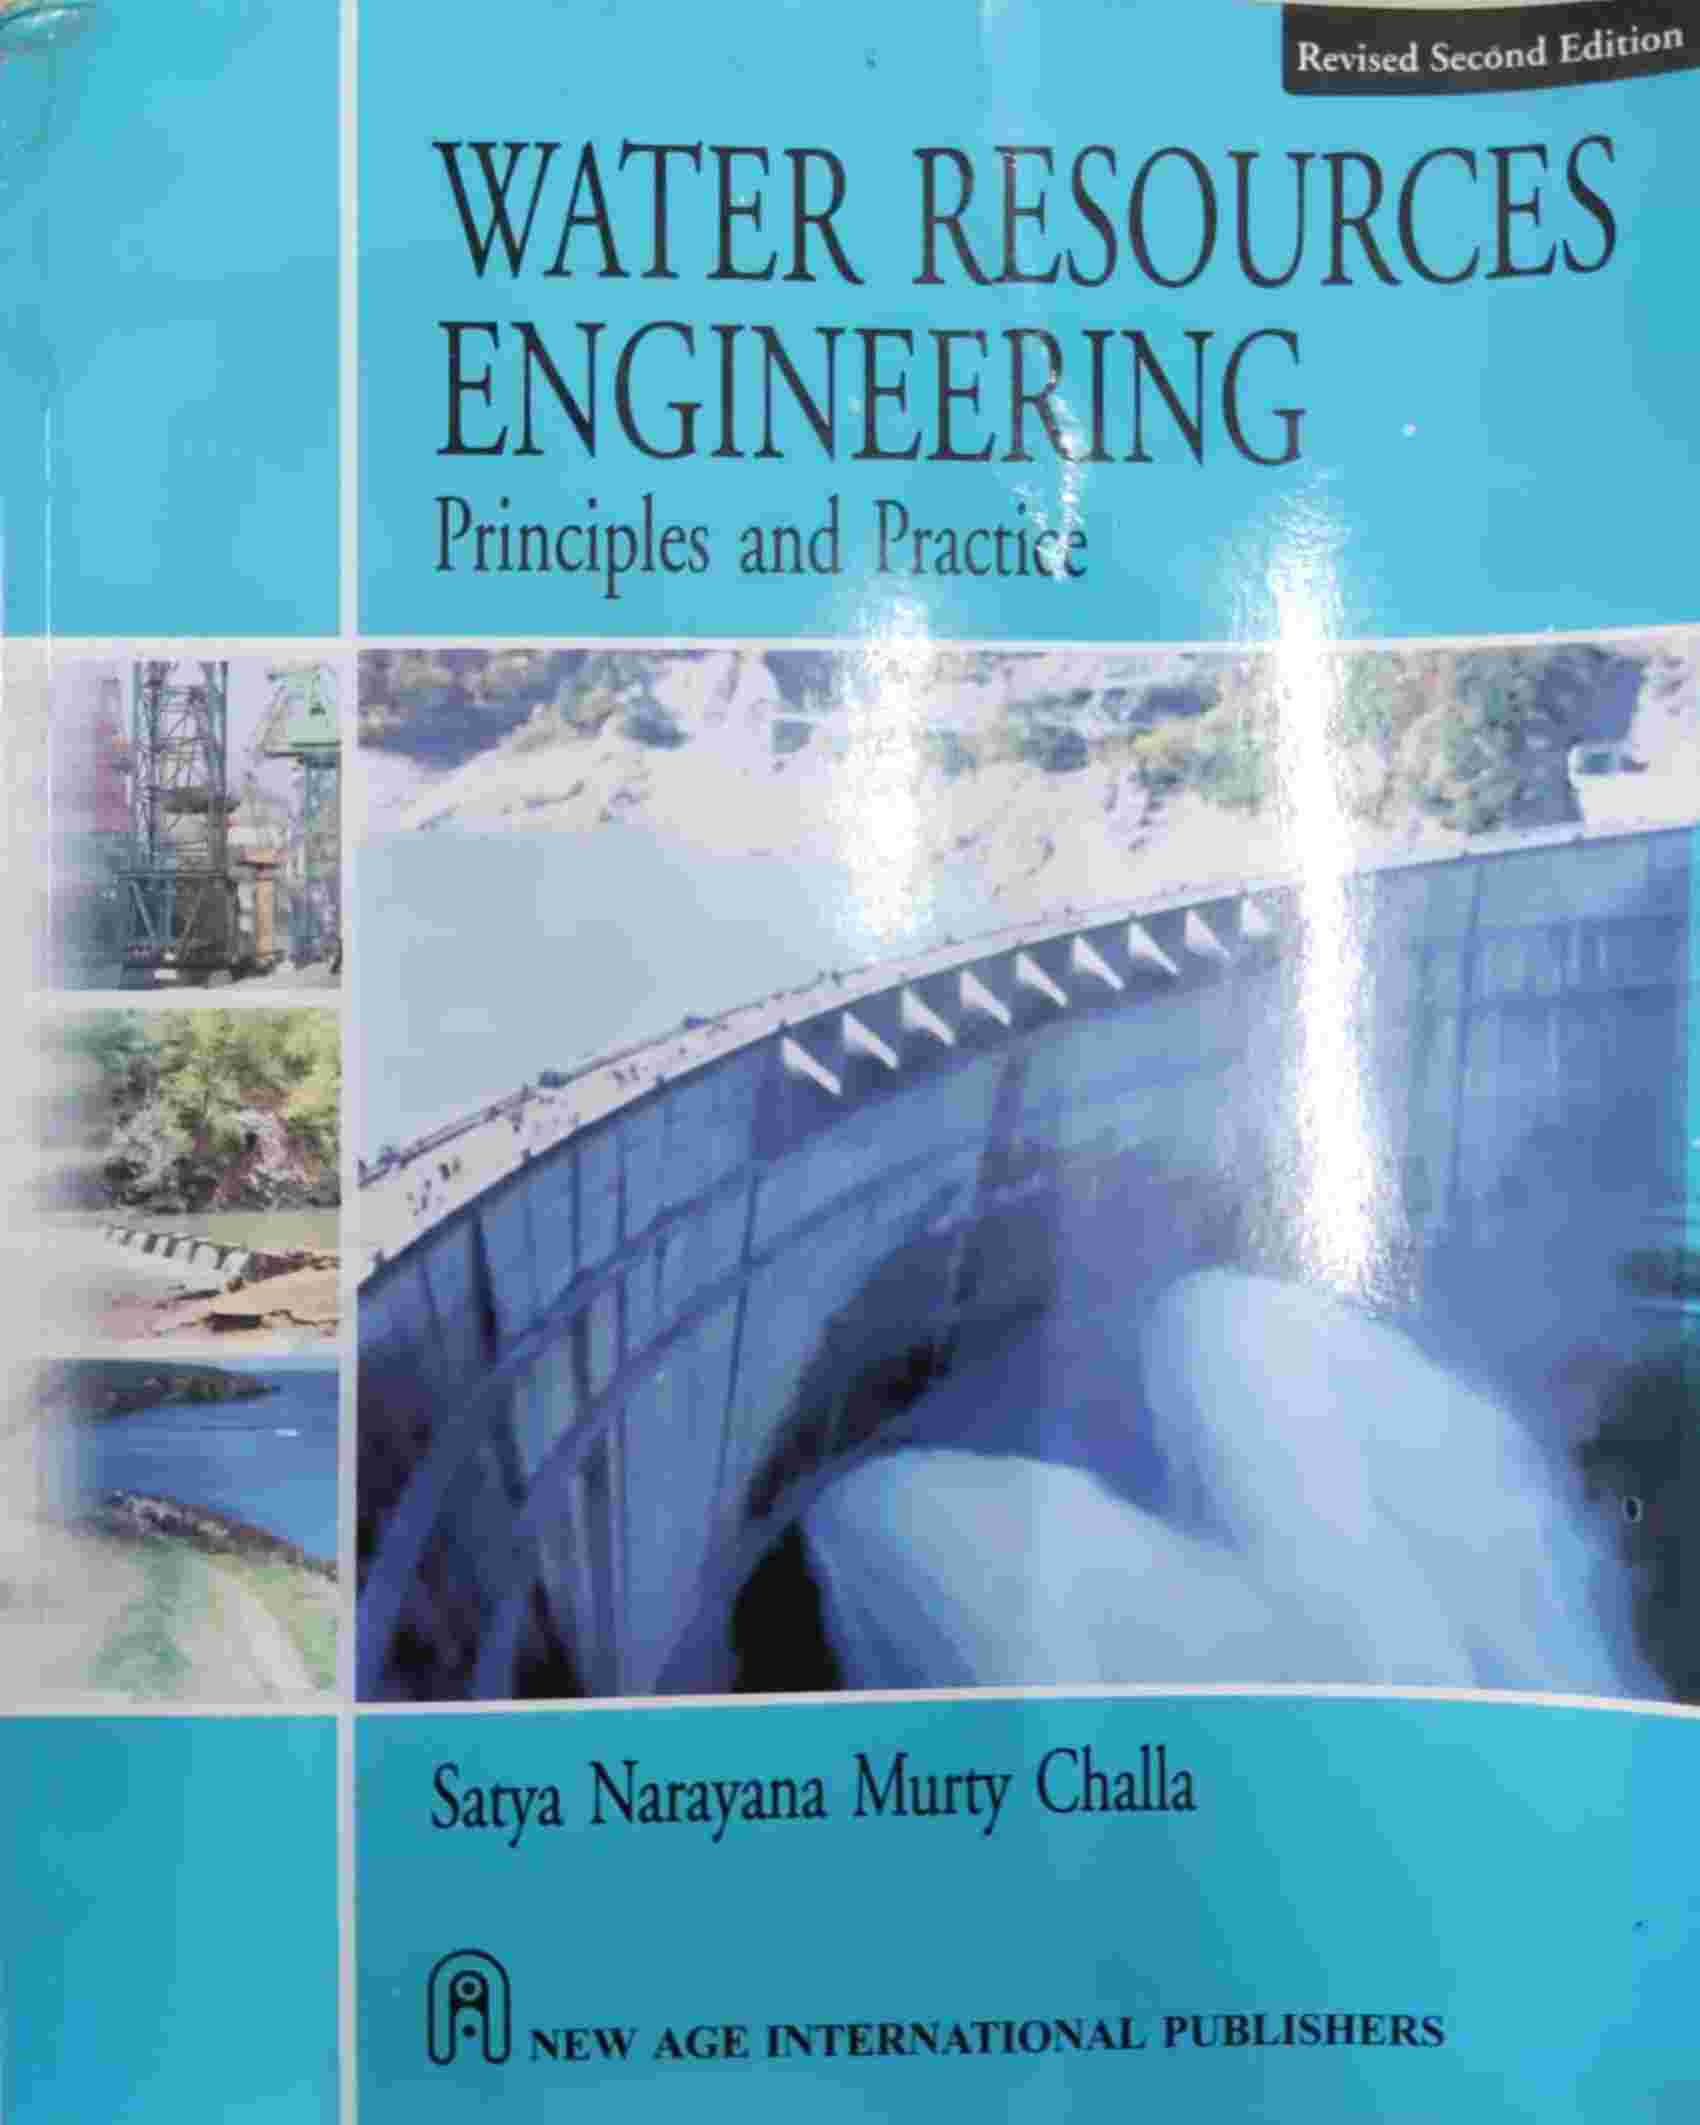 Revised Second Edition
WATER RESOURCES
ENGINEERING
Principles and Practice
Satya Narayana Murty Challa
NEW AGE INTERNATIONAL PUBLISHERS